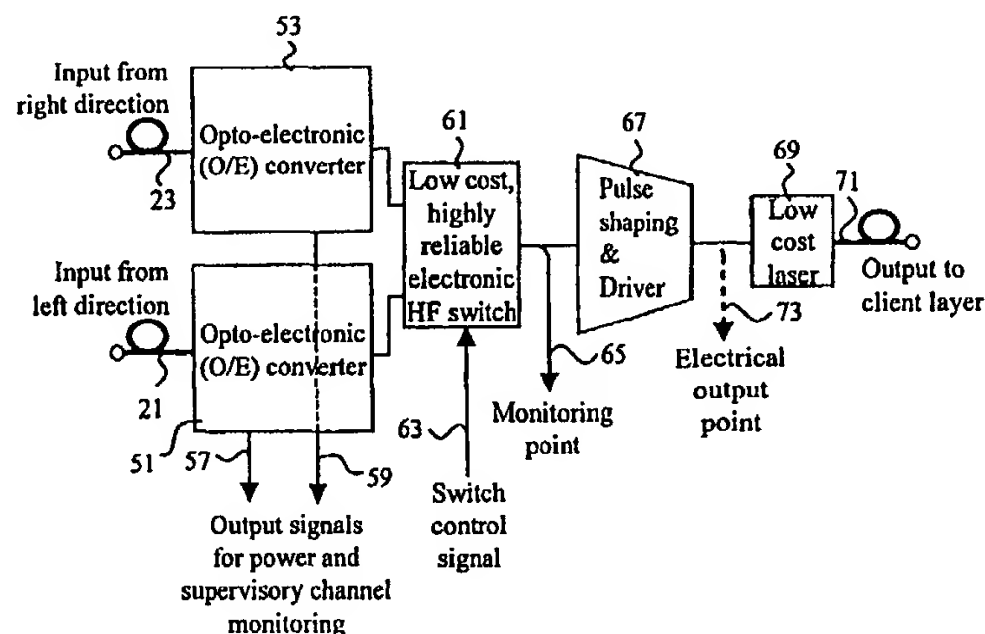 53
Input from
right direction
Opto-electronic
(O/E) converter
23
61
Low cost,
highly
reliable
electronic
HF switch
67
Pulse
shaping
&
Driver
69
Low
cost
laser
71
Output to
client layer
Input from
left direction
Opto-electronic
(O/E) converter
21
51
57
59
Output signals
for power and
supervisory channel
monitoring
63
Switch
control
signal
65
Monitoring
point
73
Electrical
output
point